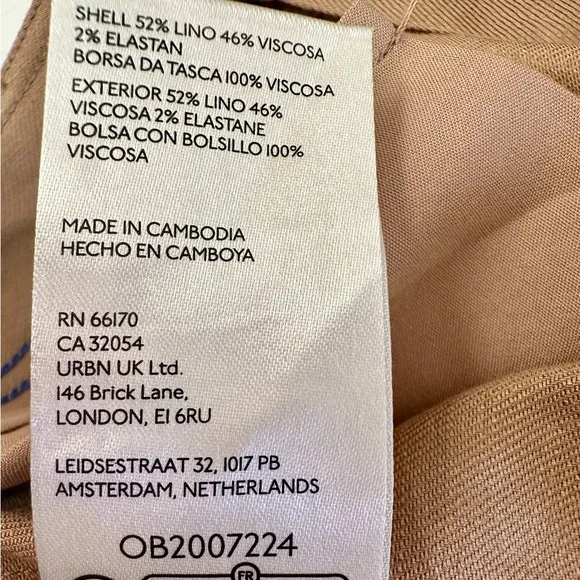 SHELL 52% LINO 46% VISCOSA
2% ELASTAN
BORSA DA TASCA 100% VISCOSA
EXTERIOR 52% LINO 46%
VISCOSA 2% ELASTANE
BOLSA CON BOLSILLO 100%
VISCOSA
MADE IN CAMBODIA
HECHO EN CAMBOYA
RN 66170
CA 32054
URBN UK Ltd.
146 Brick Lane,
LONDON, E1 6RU
LEIDSESTRAAT 32, 1017 PB
AMSTERDAM, NETHERLANDS
OB2007224
FR